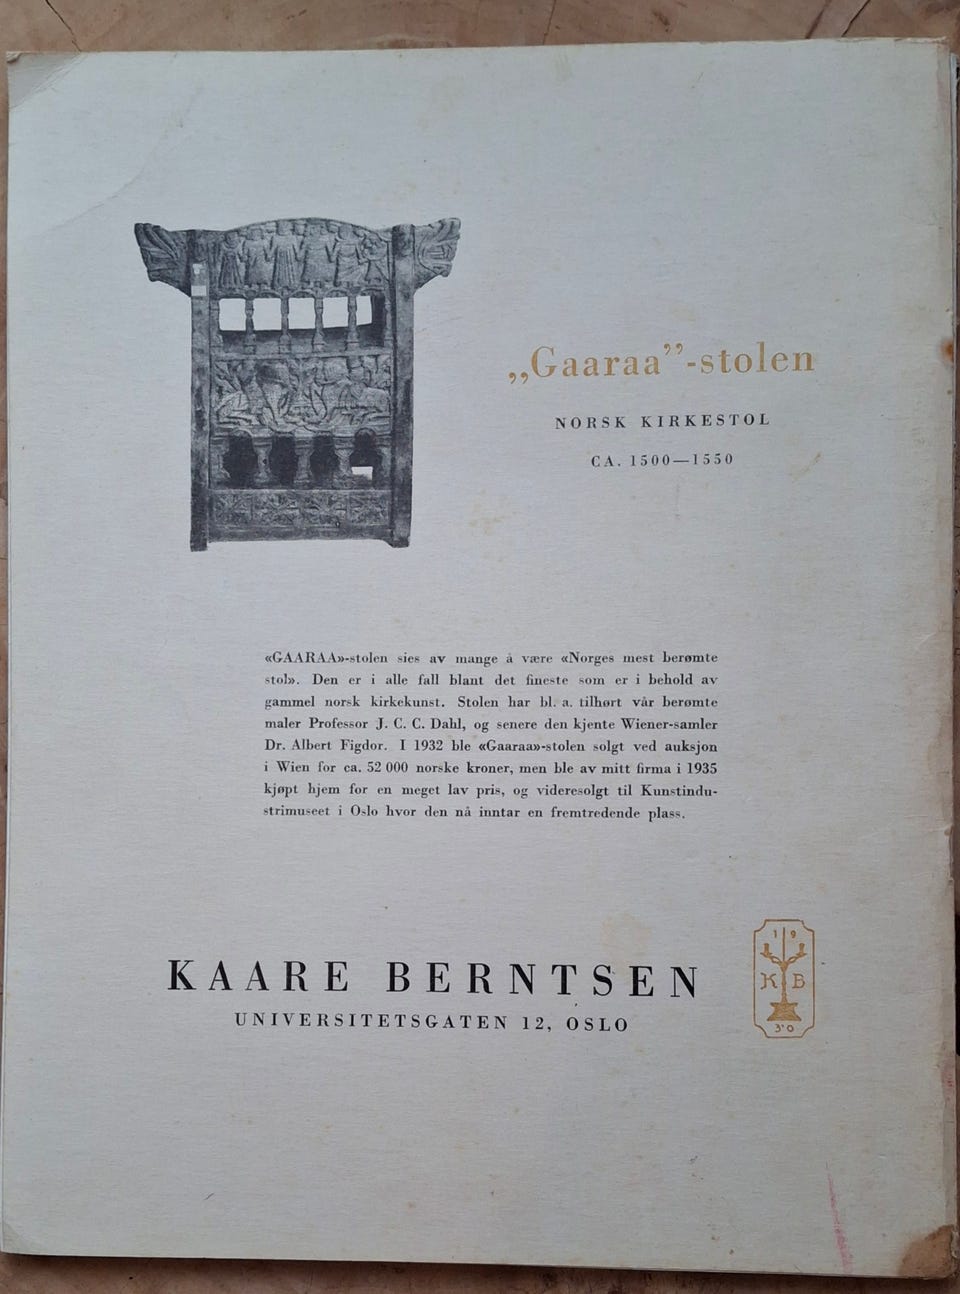 „Gaaraa”-stolen
NORSK KIRKESTOL
CA. 1500—1550
«GAARAA»-stolen sies av mange å være «Norges mest berømte
stol». Den er i alle fall blant det fineste som er i behold av
gammel norsk kirkekunst. Stolen har bl. a. tilhørt vår berømte
maler Professor J. C. C. Dahl, og senere den kjente Wiener-samler
Dr. Albert Figdor. I 1932 ble «Gaaraa»-stolen solgt ved auksjon
i Wien for ca. 52 000 norske kroner, men ble av mitt firma i 1935
kjøpt hjem for en meget lav pris, og videresolgt til Kunstindu-
strimuseet i Oslo hvor den nå inntar en fremtredende plass.
KAARE BERNTSEN
UNIVERSITETSGATEN 12, OSLO
19
KB
3'0